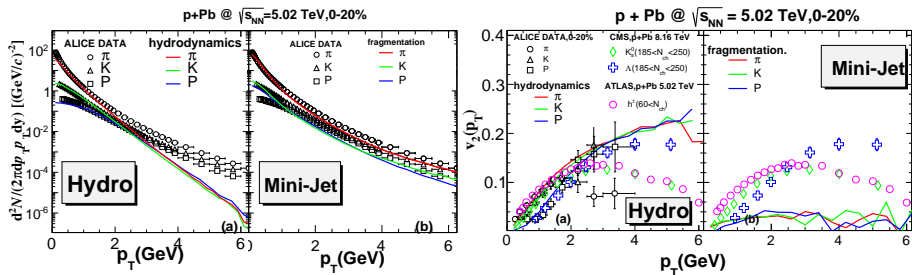 p+Pb @ √sNN=5.02 TeV,0-20%
ALICE DATA
π
K
P
hydrodynamics
π
K
P
Hydro
(a)
ALICE DATA
π
K
P
fragmentation
π
K
P
Mini-Jet
(b)
d²N/(2πdpTpTdy) [(GeV/c)⁻²]
10²
1
10⁻²
10⁻⁴
10⁻⁶
0 2 4 6
0 2 4 6
pT(GeV)
pT(GeV)
p + Pb @ √sNN = 5.02 TeV,0-20%
ALICE DATA,0-20%
π
K
P
hydrodynamics
π
K
P
CMS,p+Pb 8.16 TeV
K⁰s(185<Nch<250)
Λ(185<Nch<250)
ATLAS,p+Pb 5.02 TeV
h±(60<Nch)
(a)
Hydro
fragmentation.
π
K
P
Mini-Jet
v2(pT)
0.4
0.3
0.2
0.1
0 2 4 6
2 4 6
pT(GeV)
pT(GeV)